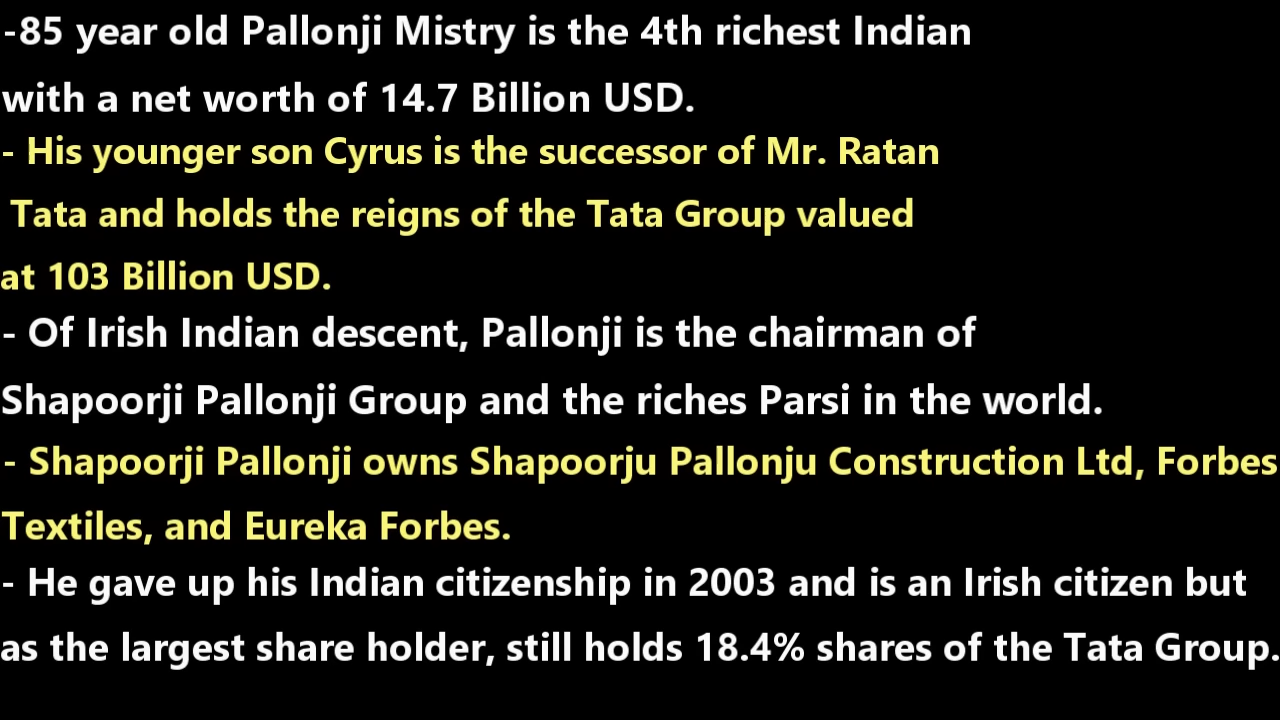 -85 year old Pallonji Mistry is the 4th richest Indian
with a net worth of 14.7 Billion USD.
- His younger son Cyrus is the successor of Mr. Ratan
Tata and holds the reigns of the Tata Group valued
at 103 Billion USD.
- Of Irish Indian descent, Pallonji is the chairman of
Shapoorji Pallonji Group and the riches Parsi in the world.
- Shapoorji Pallonji owns Shapoorju Pallonju Construction Ltd, Forbes
Textiles, and Eureka Forbes.
- He gave up his Indian citizenship in 2003 and is an Irish citizen but
as the largest share holder, still holds 18.4% shares of the Tata Group.